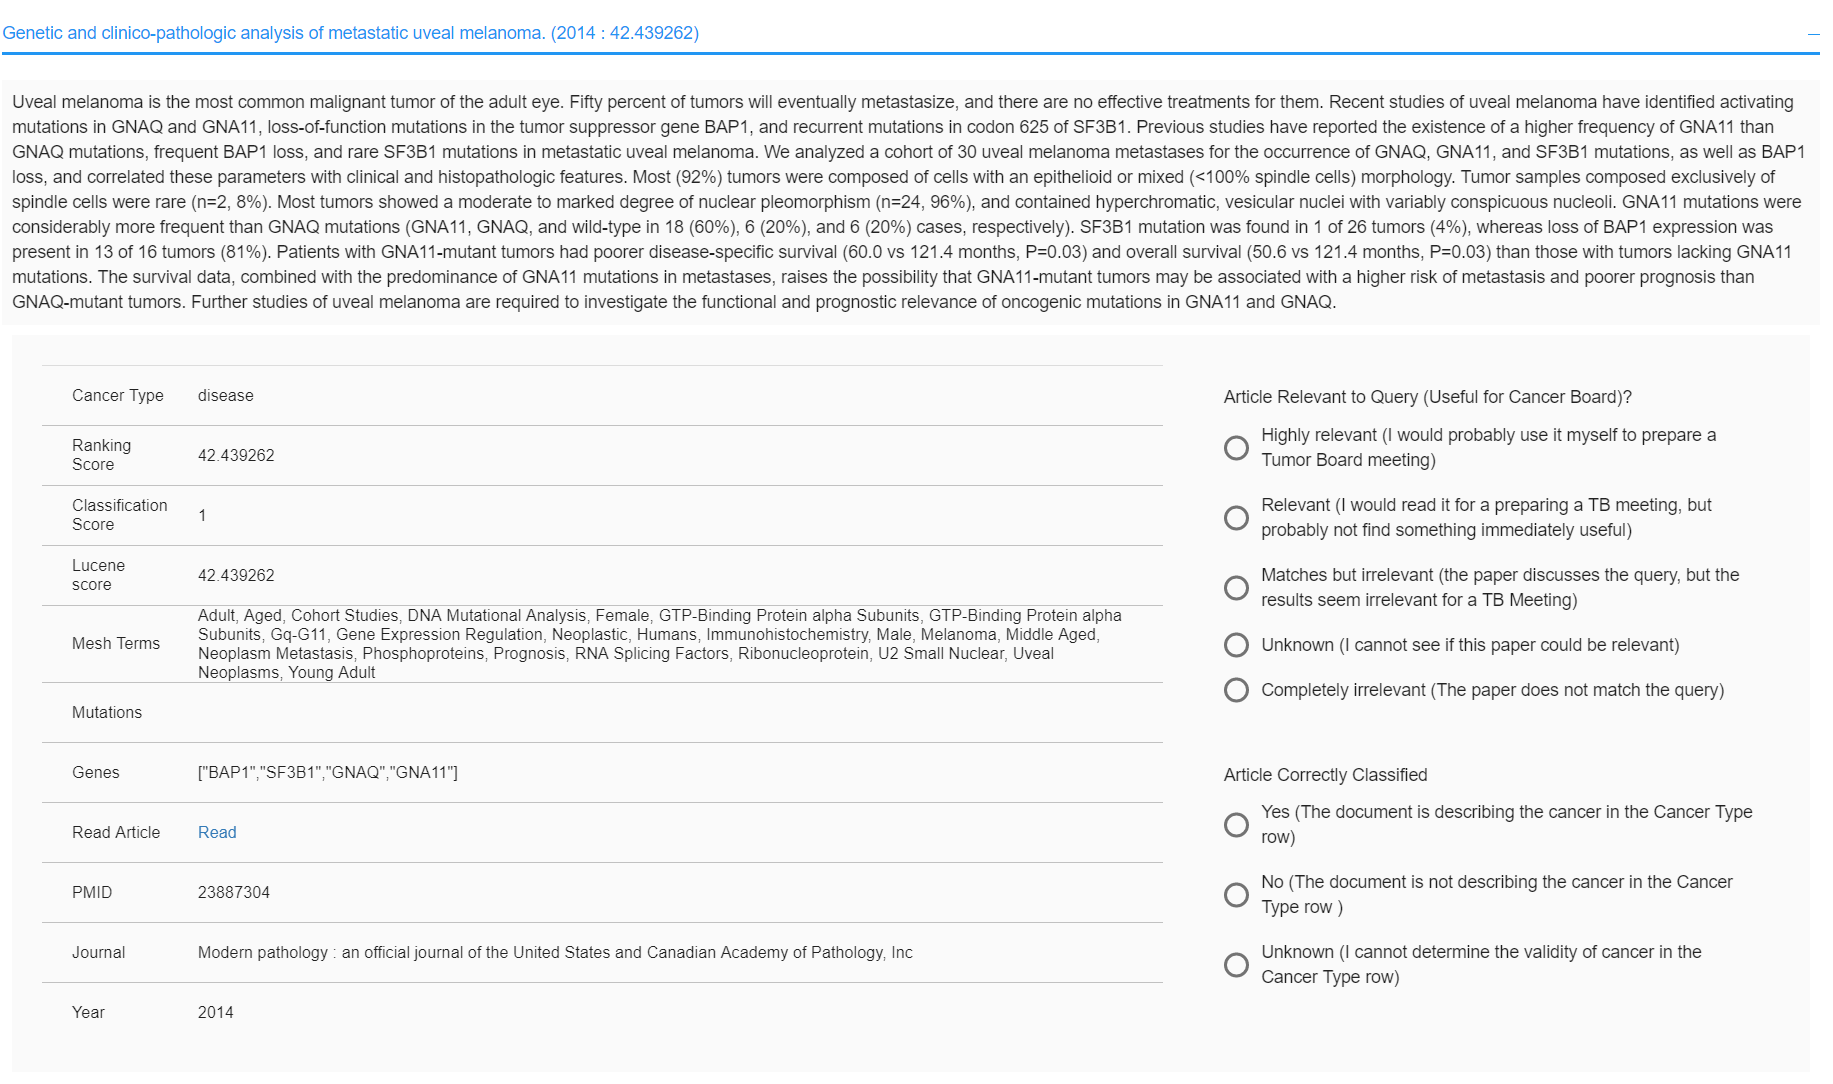 Genetic and clinico-pathologic analysis of metastatic uveal melanoma. (2014 : 42.439262)
Uveal melanoma is the most common malignant tumor of the adult eye. Fifty percent of tumors will eventually metastasize, and there are no effective treatments for them. Recent studies of uveal melanoma have identified activating
mutations in GNAQ and GNA11, loss-of-function mutations in the tumor suppressor gene BAP1, and recurrent mutations in codon 625 of SF3B1. Previous studies have reported the existence of a higher frequency of GNA11 than
GNAQ mutations, frequent BAP1 loss, and rare SF3B1 mutations in metastatic uveal melanoma. We analyzed a cohort of 30 uveal melanoma metastases for the occurrence of GNAQ, GNA11, and SF3B1 mutations, as well as BAP1
loss, and correlated these parameters with clinical and histopathologic features. Most (92%) tumors were composed of cells with an epithelioid or mixed (<100% spindle cells) morphology. Tumor samples composed exclusively of
spindle cells were rare (n=2, 8%). Most tumors showed a moderate to marked degree of nuclear pleomorphism (n=24, 96%), and contained hyperchromatic, vesicular nuclei with variably conspicuous nucleoli. GNA11 mutations were
considerably more frequent than GNAQ mutations (GNA11, GNAQ, and wild-type in 18 (60%), 6 (20%), and 6 (20%) cases, respectively). SF3B1 mutation was found in 1 of 26 tumors (4%), whereas loss of BAP1 expression was
present in 13 of 16 tumors (81%). Patients with GNA11-mutant tumors had poorer disease-specific survival (60.0 vs 121.4 months, P=0.03) and overall survival (50.6 vs 121.4 months, P=0.03) than those with tumors lacking GNA11
mutations. The survival data, combined with the predominance of GNA11 mutations in metastases, raises the possibility that GNA11-mutant tumors may be associated with a higher risk of metastasis and poorer prognosis than
GNAQ-mutant tumors. Further studies of uveal melanoma are required to investigate the functional and prognostic relevance of oncogenic mutations in GNA11 and GNAQ.
Cancer Type disease
Ranking
Score
42.439262
Classification
Score
1
Lucene
score
42.439262
Mesh Terms
Adult, Aged, Cohort Studies, DNA Mutational Analysis, Female, GTP-Binding Protein alpha Subunits, GTP-Binding Protein alpha
Subunits, Gq-G11, Gene Expression Regulation, Neoplastic, Humans, Immunohistochemistry, Male, Melanoma, Middle Aged,
Neoplasm Metastasis, Phosphoproteins, Prognosis, RNA Splicing Factors, Ribonucleoprotein, U2 Small Nuclear, Uveal
Neoplasms, Young Adult
Mutations
Genes ["BAP1","SF3B1","GNAQ","GNA11"]
Read Article Read
PMID 23887304
Journal Modern pathology : an official journal of the United States and Canadian Academy of Pathology, Inc
Year 2014
Article Relevant to Query (Useful for Cancer Board)?
Highly relevant (I would probably use it myself to prepare a
Tumor Board meeting)
Relevant (I would read it for a preparing a TB meeting, but
probably not find something immediately useful)
Matches but irrelevant (the paper discusses the query, but the
results seem irrelevant for a TB Meeting)
Unknown (I cannot see if this paper could be relevant)
Completely irrelevant (The paper does not match the query)
Article Correctly Classified
Yes (The document is describing the cancer in the Cancer Type
row)
No (The document is not describing the cancer in the Cancer
Type row )
Unknown (I cannot determine the validity of cancer in the
Cancer Type row)